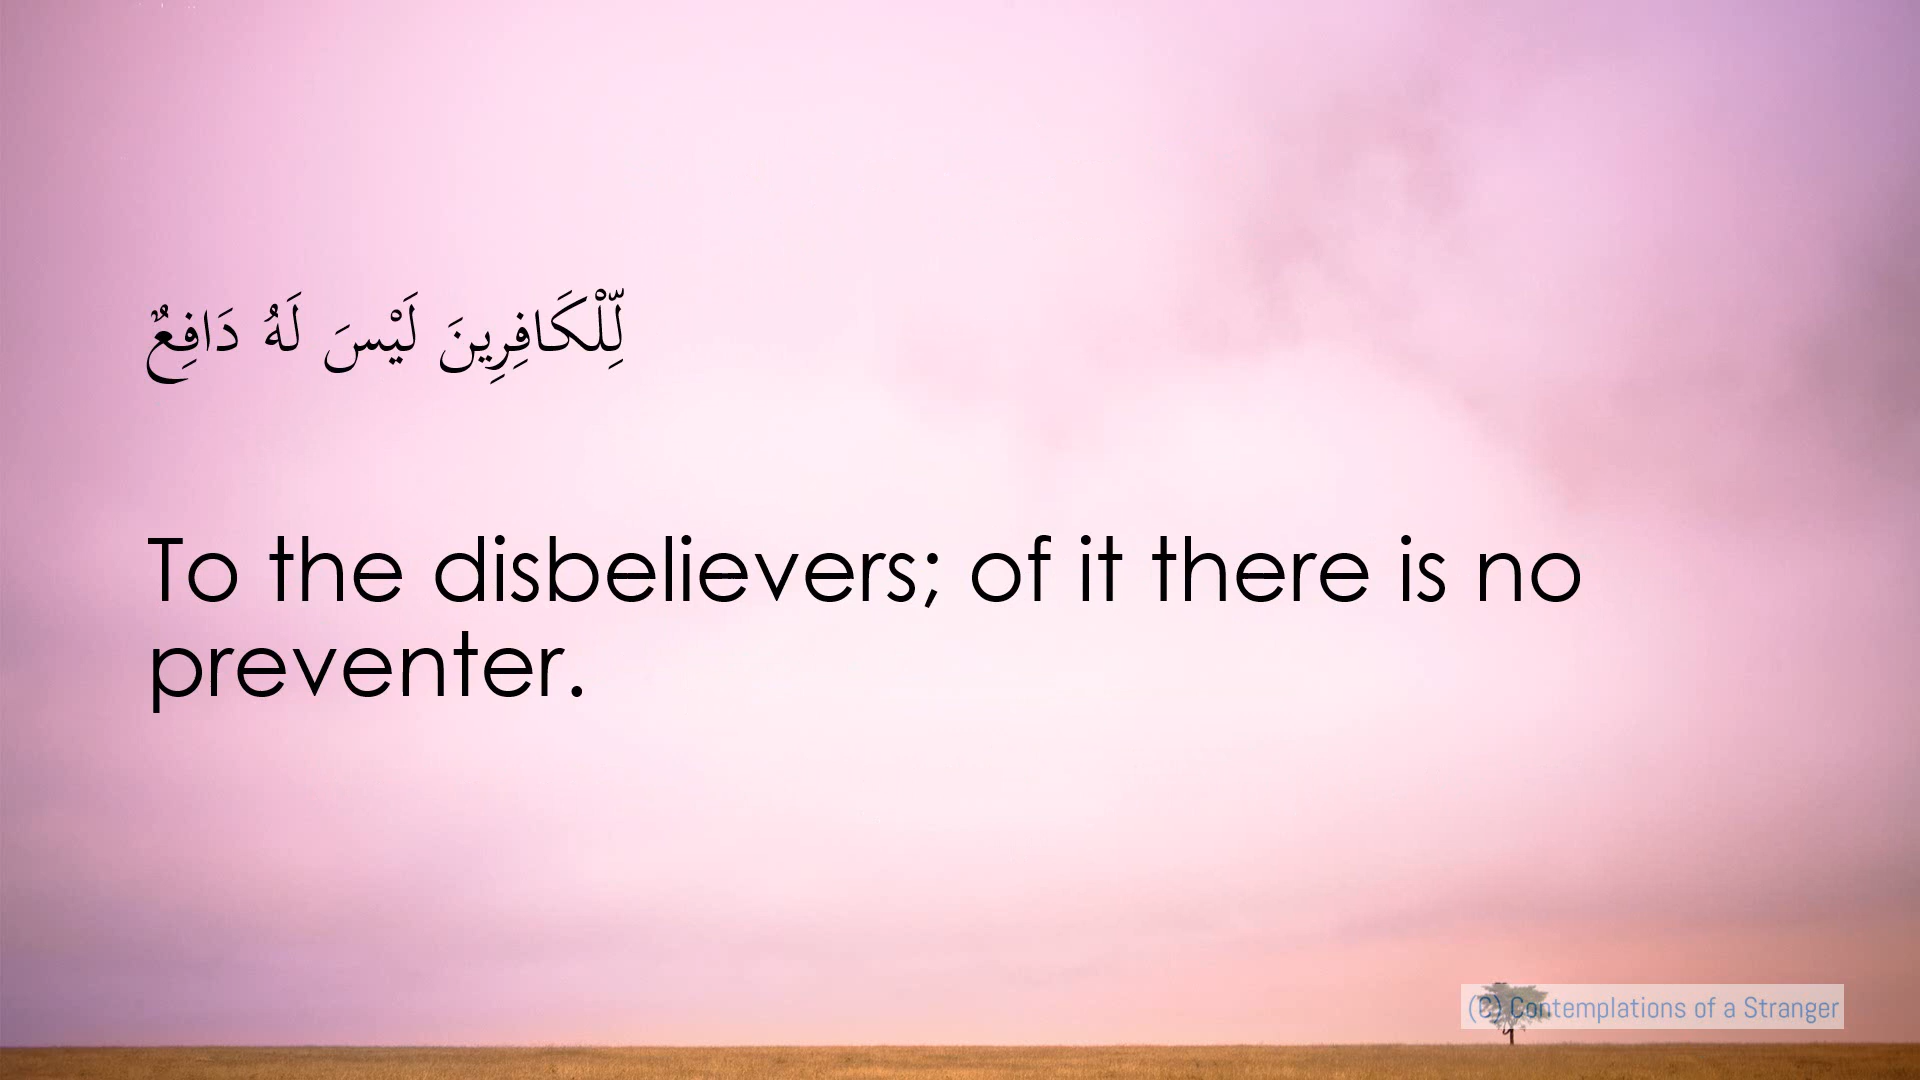 لِّلْكَافِرِينَ لَيْسَ لَهُ دَافِعٌ
To the disbelievers; of it there is no
preventer.
(C) Contemplations of a Stranger